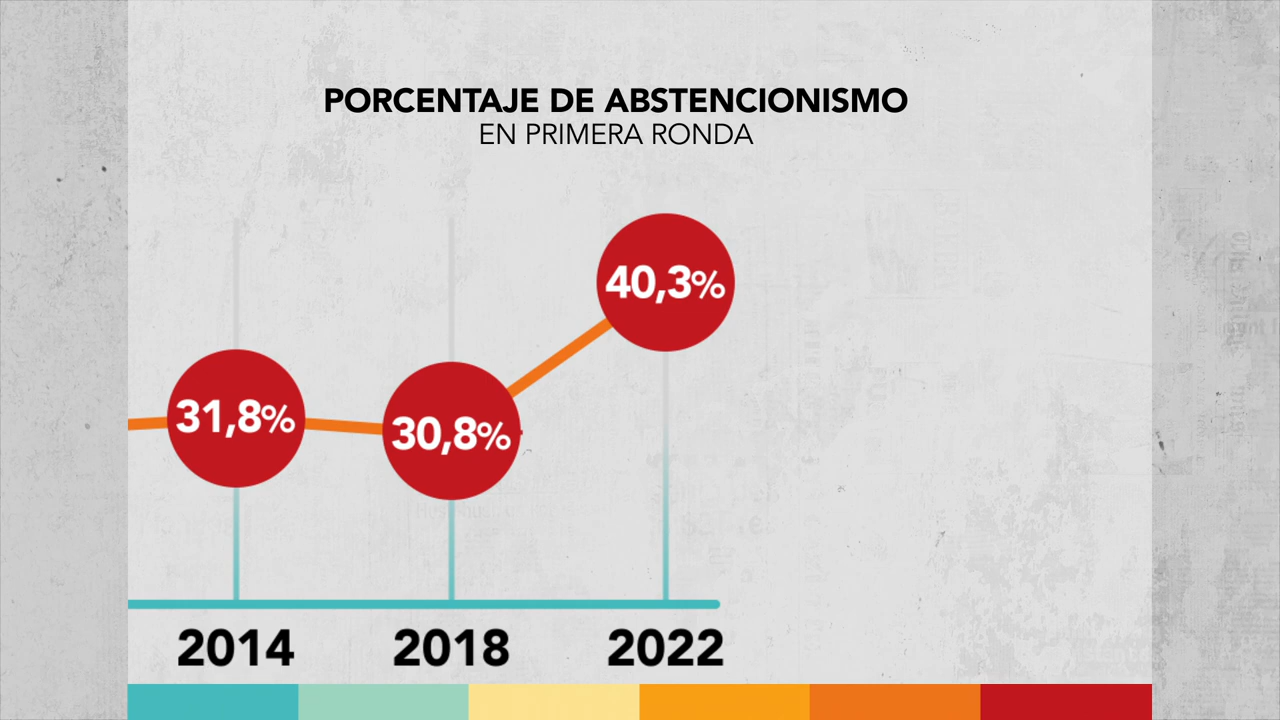 PORCENTAJE DE ABSTENCIONISMO
EN PRIMERA RONDA
40,3%
31,8%
30,8%
2014 2018 2022